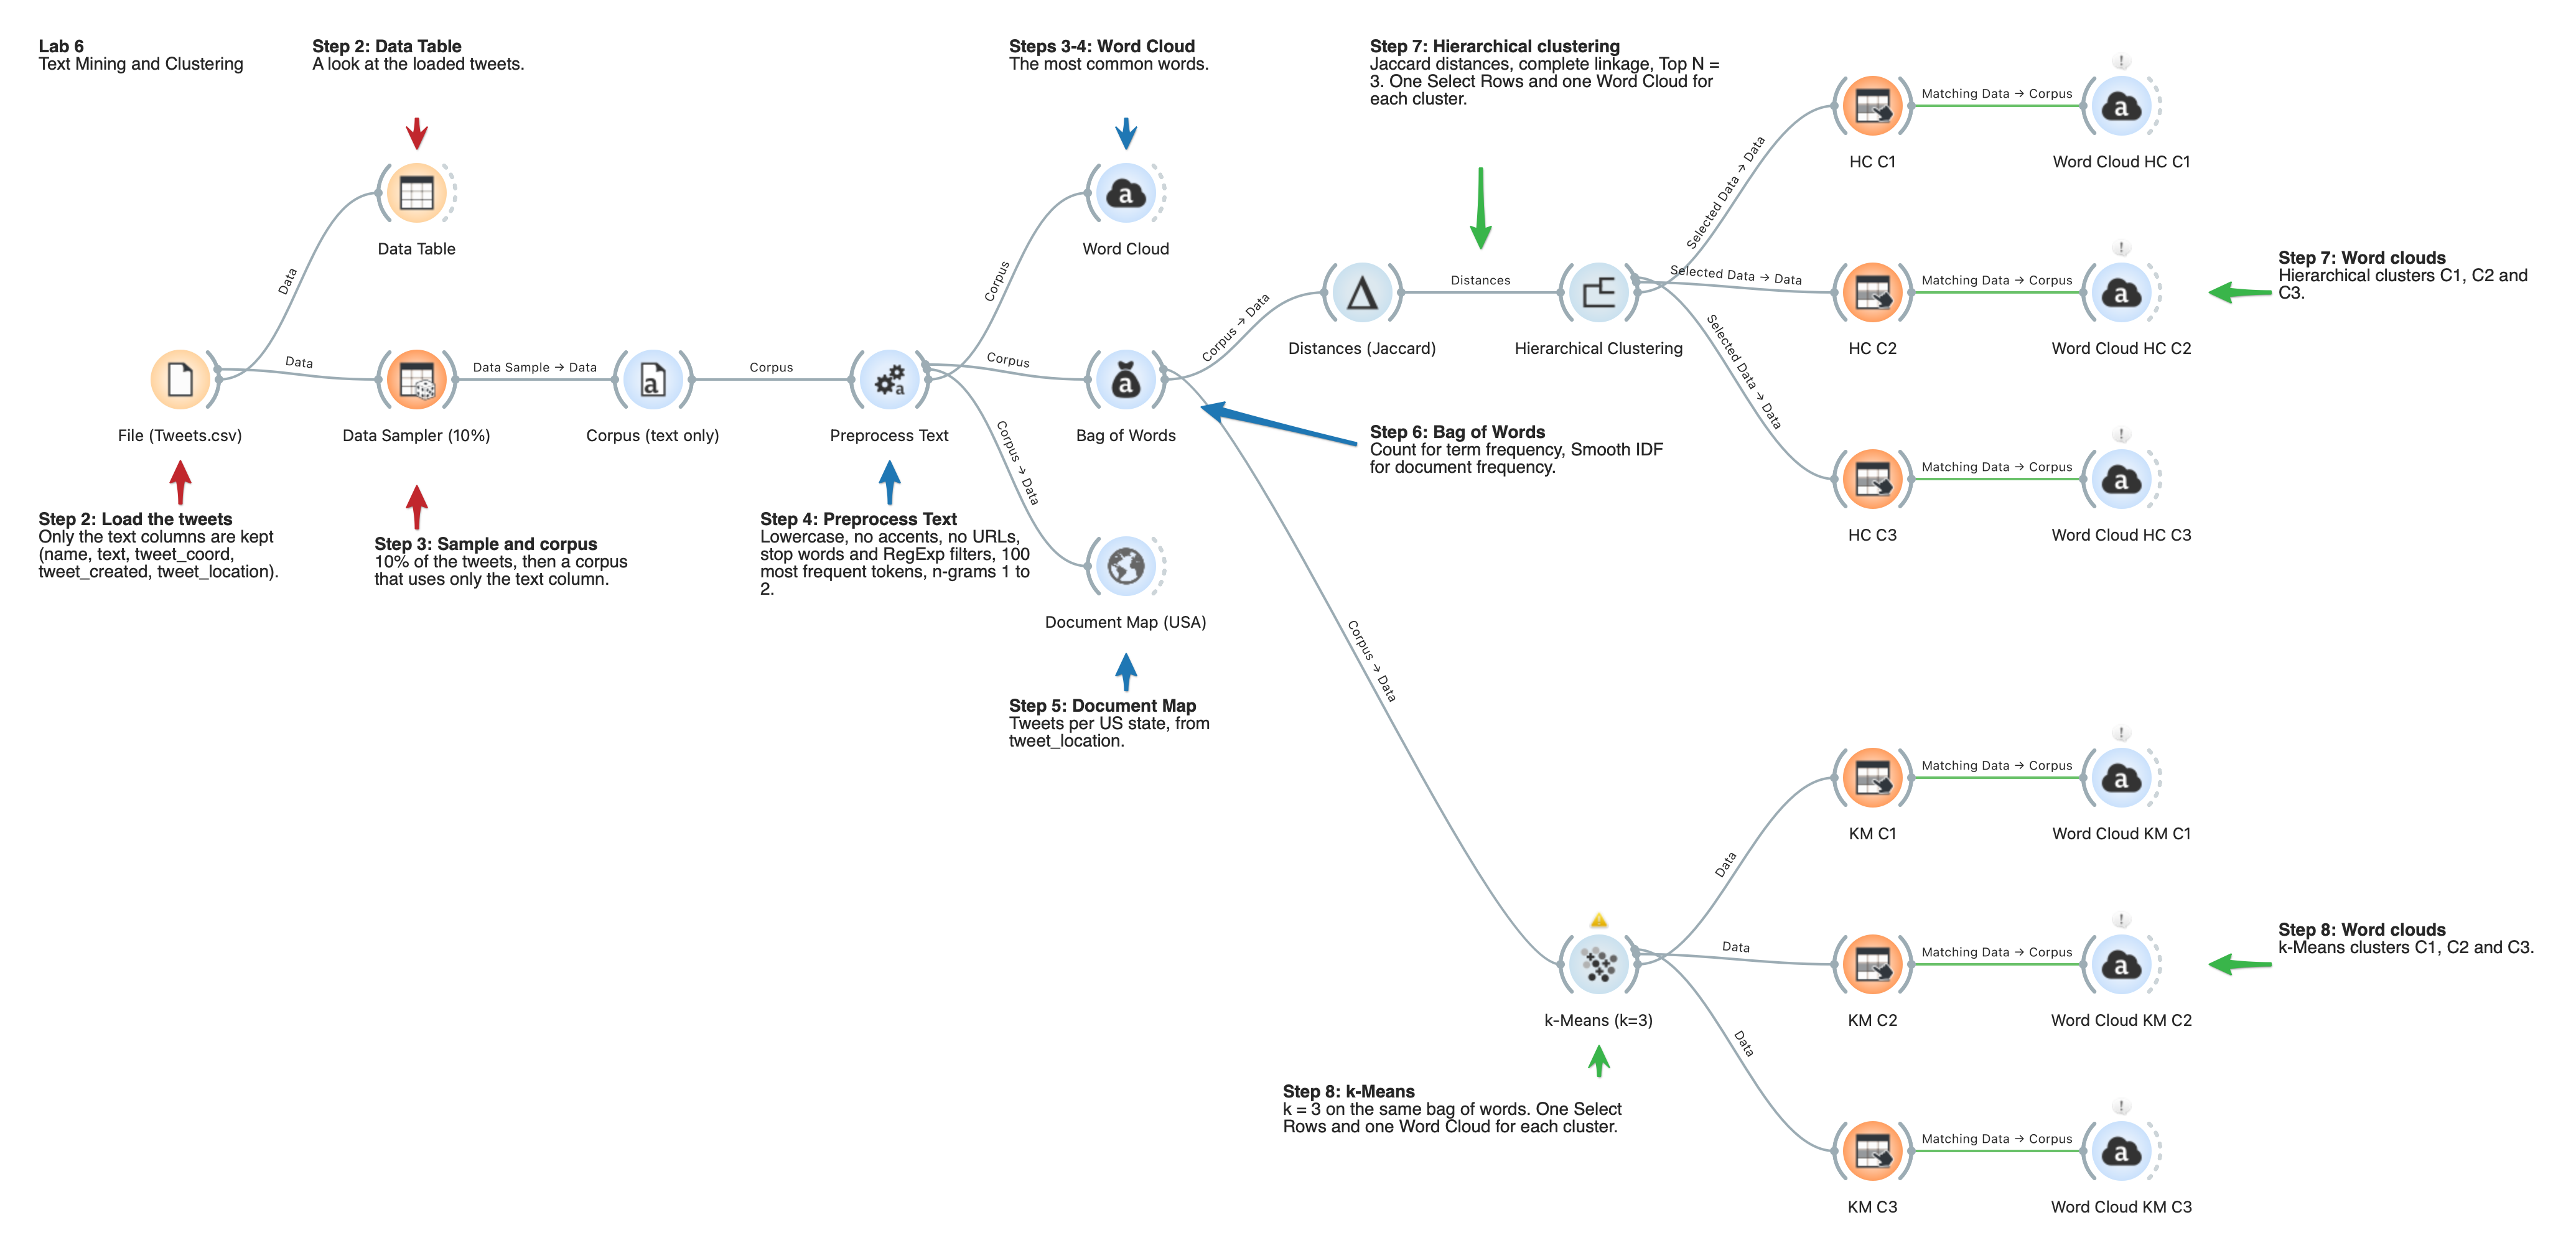 Lab 6
Text Mining and Clustering
Step 2: Data Table
A look at the loaded tweets.
Steps 3-4: Word Cloud
The most common words.
Step 7: Hierarchical clustering
Jaccard distances, complete linkage, Top N =
3. One Select Rows and one Word Cloud for
each cluster.
Matching Data → Corpus
HC C1
Word Cloud HC C1
Data Table
Word Cloud
Data
Corpus
Selected Data → Data
Selected Data → Data
Selected Data → Data
Corpus → Data
Distances
Matching Data → Corpus
Distances (Jaccard)
Hierarchical Clustering
HC C2
Word Cloud HC C2
Step 7: Word clouds
Hierarchical clusters C1, C2 and
C3.
Data
Data Sample → Data
Corpus
Corpus
Corpus → Data
File (Tweets.csv)
Data Sampler (10%)
Corpus (text only)
Preprocess Text
Bag of Words
Step 6: Bag of Words
Count for term frequency, Smooth IDF
for document frequency.
Matching Data → Corpus
HC C3
Word Cloud HC C3
Step 2: Load the tweets
Only the text columns are kept
(name, text, tweet_coord,
tweet_created, tweet_location).
Step 3: Sample and corpus
10% of the tweets, then a corpus
that uses only the text column.
Step 4: Preprocess Text
Lowercase, no accents, no URLs,
stop words and RegExp filters, 100
most frequent tokens, n-grams 1 to
2.
Document Map (USA)
Step 5: Document Map
Tweets per US state, from
tweet_location.
Corpus → Data
Matching Data → Corpus
KM C1
Word Cloud KM C1
Data
Data
Data
Matching Data → Corpus
k-Means (k=3)
KM C2
Word Cloud KM C2
Step 8: Word clouds
k-Means clusters C1, C2 and C3.
Step 8: k-Means
k = 3 on the same bag of words. One Select
Rows and one Word Cloud for each cluster.
Matching Data → Corpus
KM C3
Word Cloud KM C3